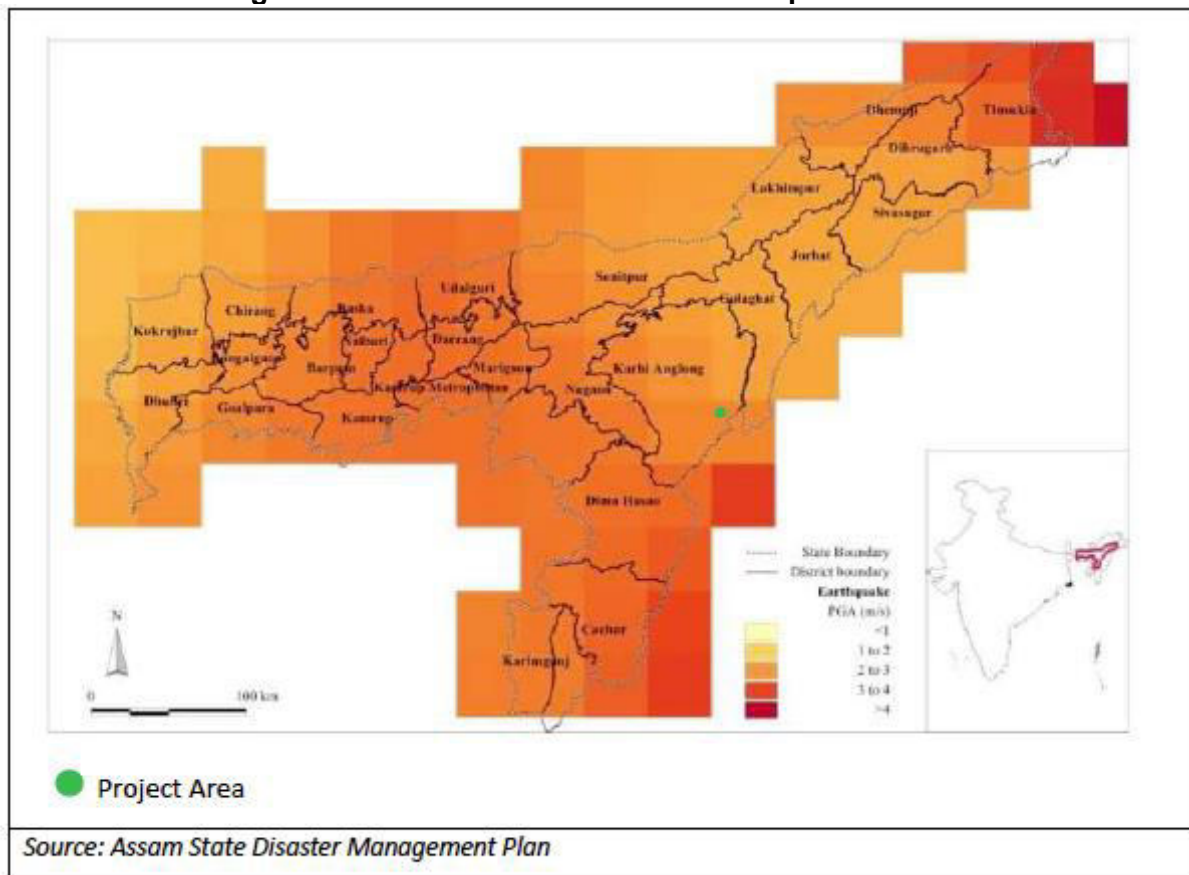 Dhemaji
Tinsukia
Dibrugarh
Lakhimpur
Sivasagar
Jorhat
Sonitpur
Golaghat
Udalguri
Chirang
Baska
Kokrajhar
Nalbari
Darrang
Barpeta
Marigaon
Karbi Anglong
Kamrup Metropolitan
Nagaon
Dhubri
Goalpara
Kamrup
Dima Hasao
State Boundary
District boundary
Earthquake
PGA (m/s)
<1
1 to 2
2 to 3
3 to 4
>4
N
Cachar
Karimganj
0 100 km
Project Area
Source: Assam State Disaster Management Plan